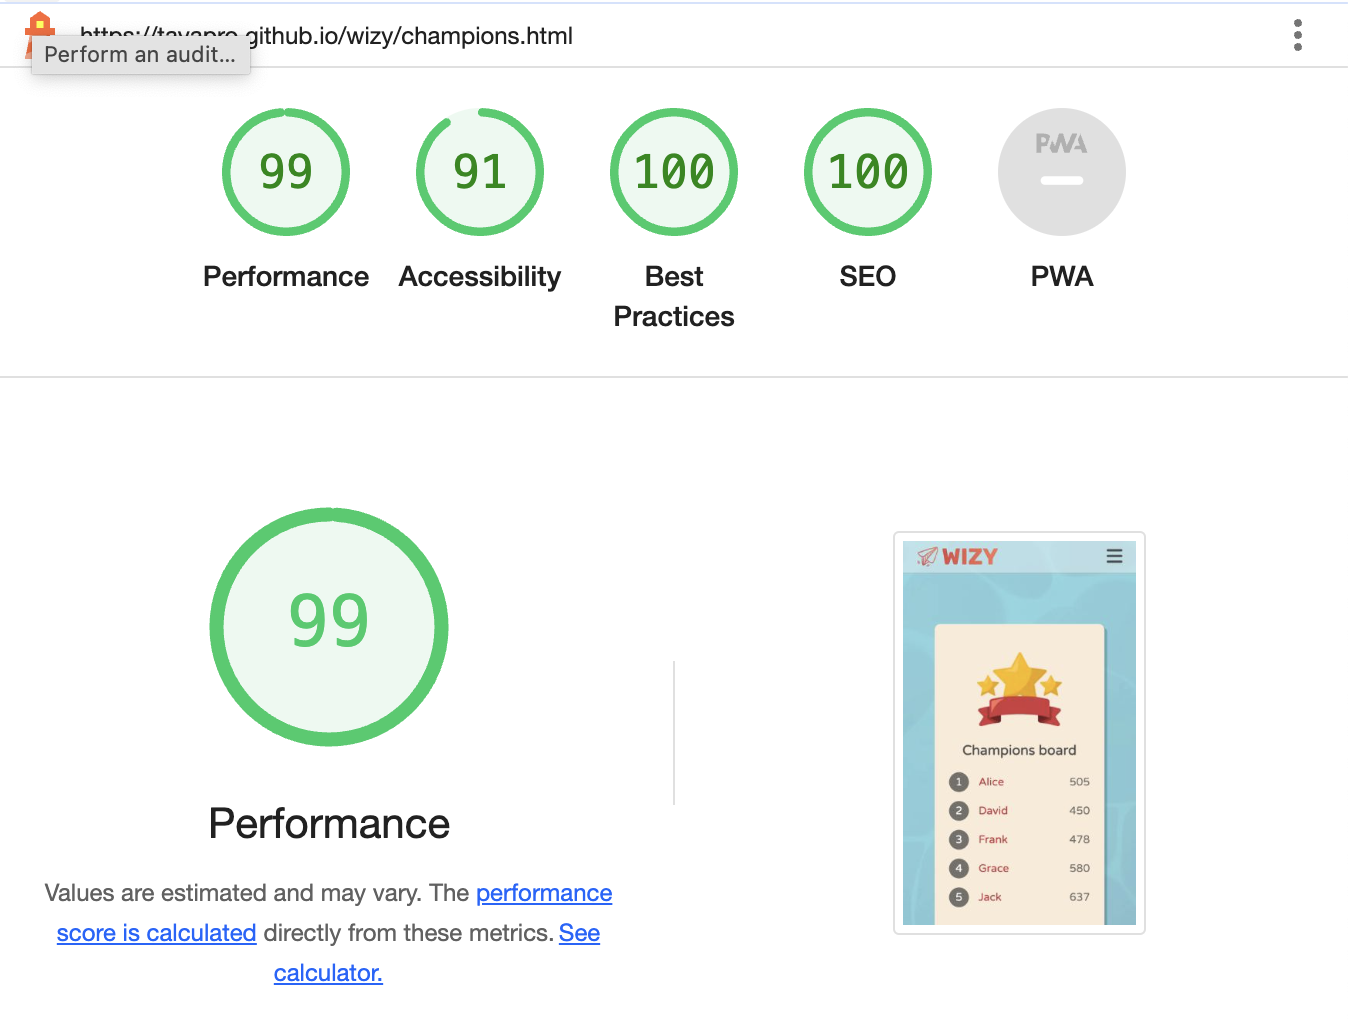 https://tavapro.github.io/wizy/champions.html
Perform an audit...
99
91
100
100
PWA
Performance
Accessibility
Best
Practices
SEO
PWA
99
Performance
Values are estimated and may vary. The performance
score is calculated directly from these metrics. See
calculator.
WIZY
Champions board
1 Alice 505
2 David 450
3 Frank 478
4 Grace 580
5 Jack 637